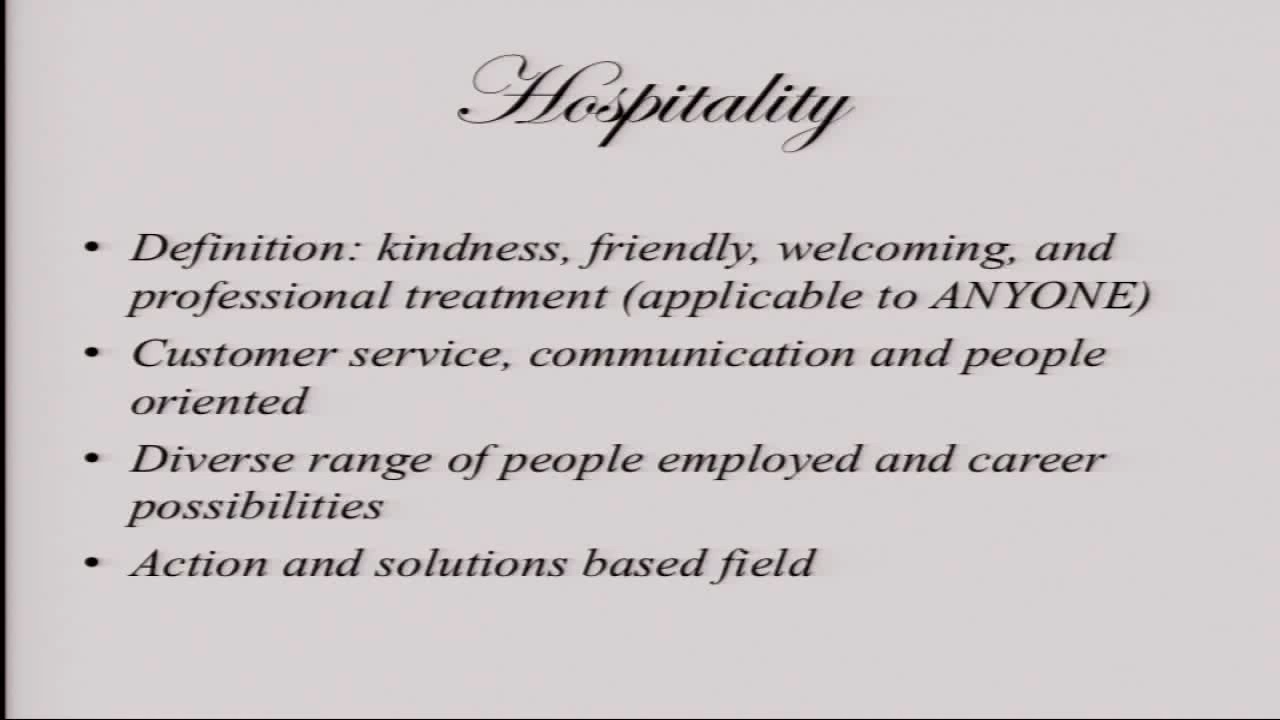 Hospitality
• Definition: kindness, friendly, welcoming, and
professional treatment (applicable to ANYONE)
• Customer service, communication and people
oriented
• Diverse range of people employed and career
possibilities
• Action and solutions based field